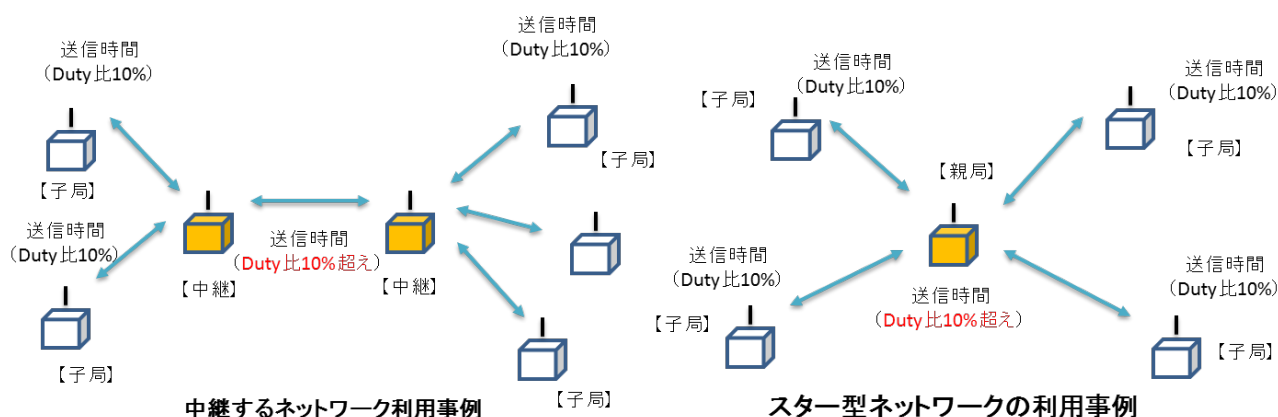 送信時間
（Duty比10%）
【子局】
送信時間
（Duty比10%）
【子局】
【中継】
送信時間
（Duty比10%超え）
【中継】
送信時間
（Duty比10%）
【子局】
【子局】
中継するネットワーク利用事例
送信時間
（Duty比10%）
【子局】
送信時間
（Duty比10%）
【子局】
【親局】
送信時間
（Duty比10%）
【子局】
送信時間
（Duty比10%超え）
送信時間
（Duty比10%）
【子局】
スター型ネットワークの利用事例